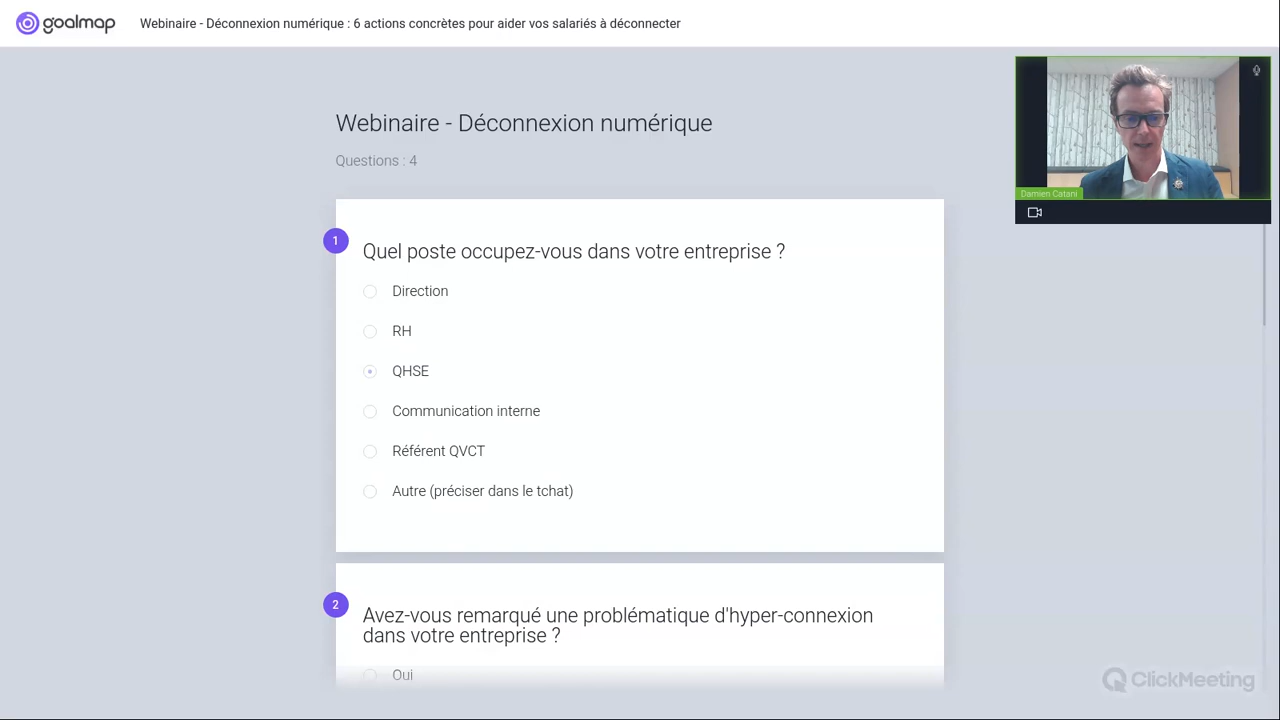 goalmap
Webinaire - Déconnexion numérique : 6 actions concrètes pour aider vos salariés à déconnecter
Damien Catani
Webinaire - Déconnexion numérique
Questions : 4
1
Quel poste occupez-vous dans votre entreprise ?
Direction
RH
QHSE
Communication interne
Référent QVCT
Autre (préciser dans le tchat)
2
Avez-vous remarqué une problématique d'hyper-connexion
dans votre entreprise ?
Oui
ClickMeeting